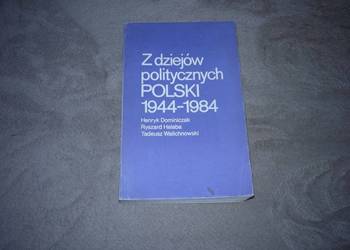 Z dziejów
politycznych
POLSKI
1944-1984
Henryk Dominiczak
Ryszard Halaba
Tadeusz Walichnowski